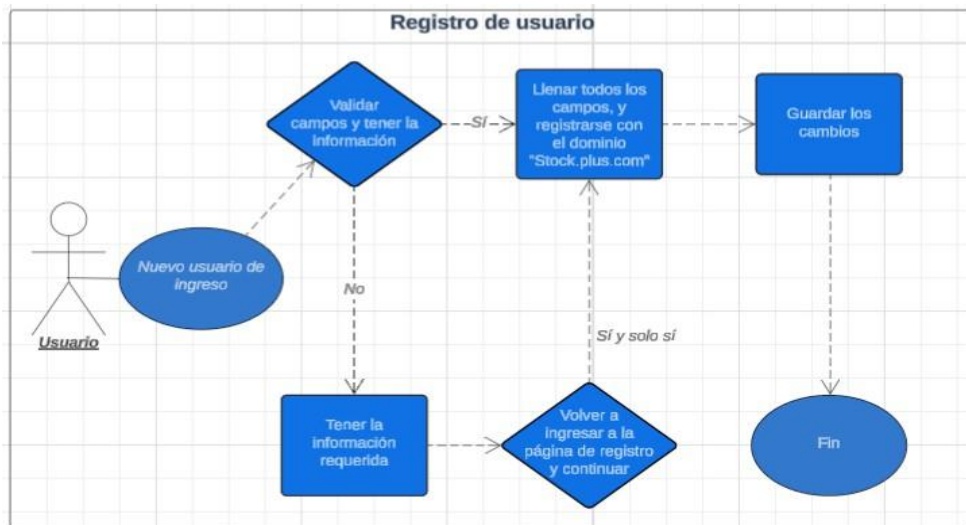 Registro de usuario
Validar
campos y tener la
información
Sí
Llenar todos los
campos, y
registrarse con
el dominio
"Stock.plus.com"
Guardar los
cambios
Nuevo usuario de
ingreso
Usuario
No
Sí y solo sí
Tener la
información
requerida
Volver a
ingresar a la
página de registro
y continuar
Fin